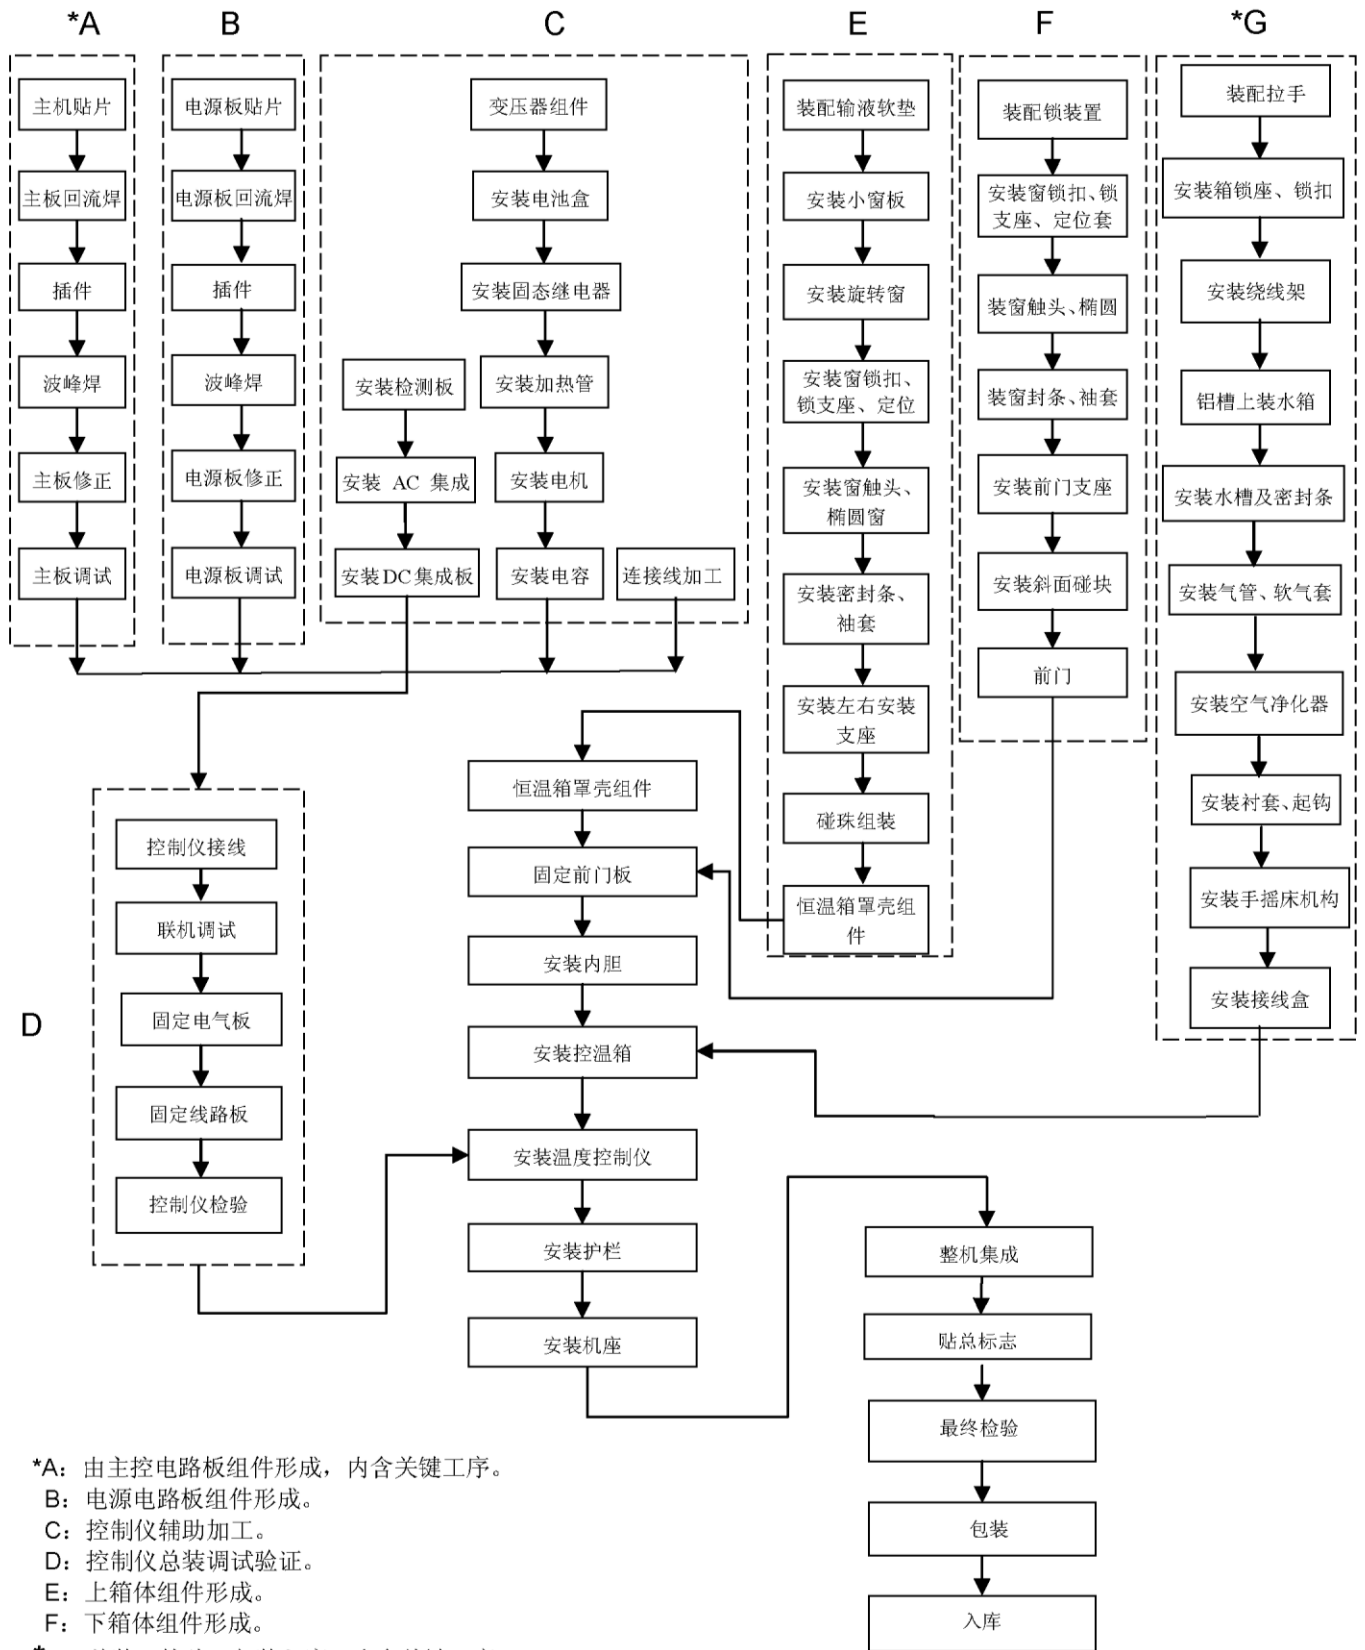 *A
B
C
E
F
*G
主机贴片
主板回流焊
插件
波峰焊
主板修正
主板调试
电源板贴片
电源板回流焊
插件
波峰焊
电源板修正
电源板调试
变压器组件
安装电池盒
安装固态继电器
安装加热管
安装电机
安装电容
安装检测板
安装 AC 集成
安装DC集成板
连接线加工
装配输液软垫
安装小窗板
安装旋转窗
安装窗锁扣、
锁支座、定位
安装窗触头、
椭圆窗
安装密封条、
袖套
安装左右安装
支座
碰珠组装
恒温箱罩壳组
件
装配锁装置
安装窗锁扣、锁
支座、定位套
装窗触头、椭圆
装窗封条、袖套
安装前门支座
安装斜面碰块
前门
装配拉手
安装箱锁座、锁扣
安装绕线架
铝槽上装水箱
安装水槽及密封条
安装气管、软气套
安装空气净化器
安装衬套、起钩
安装手摇床机构
安装接线盒
D
控制仪接线
联机调试
固定电气板
固定线路板
控制仪检验
恒温箱罩壳组件
固定前门板
安装内胆
安装控温箱
安装温度控制仪
安装护栏
安装机座
整机集成
贴总标志
最终检验
包装
入库
*A：由主控电路板组件形成，内含关键工序。
B：电源电路板组件形成。
C：控制仪辅助加工。
D：控制仪总装调试验证。
E：上箱体组件形成。
F：下箱体组件形成。
*